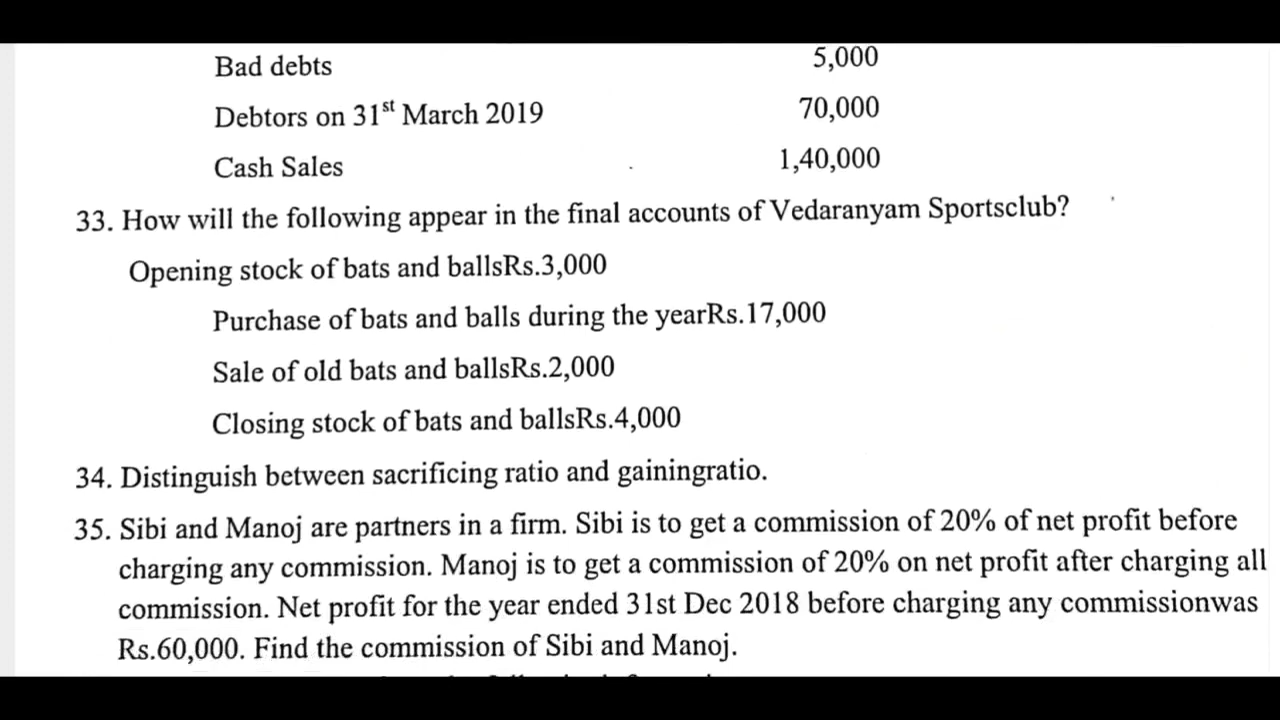 Bad debts 5,000
Debtors on 31st March 2019 70,000
Cash Sales 1,40,000
33. How will the following appear in the final accounts of Vedaranyam Sportsclub?
Opening stock of bats and ballsRs.3,000
Purchase of bats and balls during the yearRs.17,000
Sale of old bats and ballsRs.2,000
Closing stock of bats and ballsRs.4,000
34. Distinguish between sacrificing ratio and gainingratio.
35. Sibi and Manoj are partners in a firm. Sibi is to get a commission of 20% of net profit before
charging any commission. Manoj is to get a commission of 20% on net profit after charging all
commission. Net profit for the year ended 31st Dec 2018 before charging any commissionwas
Rs.60,000. Find the commission of Sibi and Manoj.